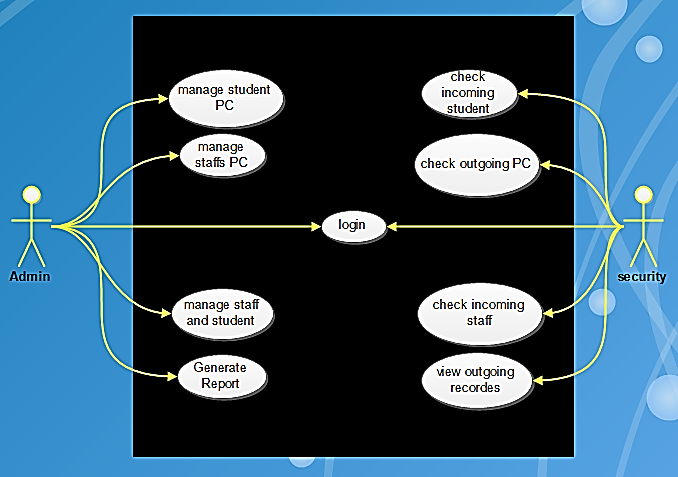 manage student
PC
manage
staffs PC
check
incoming
student
check outgoing PC
login
Admin
security
manage staff
and student
Generate
Report
check incoming
staff
view outgoing
recordes